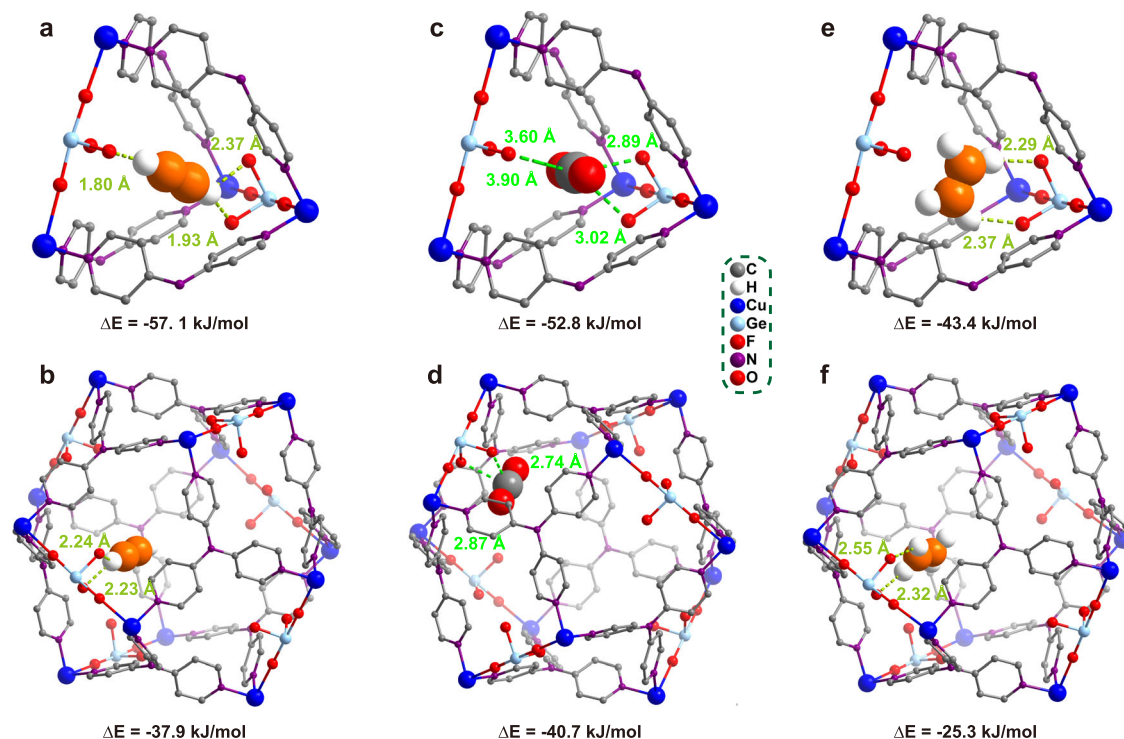 a
2.37 Å
1.80 Å
1.93 Å
ΔE = -57. 1 kJ/mol
c
3.60 Å
2.89 Å
3.90 Å
3.02 Å
ΔE = -52.8 kJ/mol
e
2.29 Å
2.37 Å
ΔE = -43.4 kJ/mol
C
H
Cu
Ge
F
N
O
b
2.24 Å
2.23 Å
ΔE = -37.9 kJ/mol
d
2.74 Å
2.87 Å
ΔE = -40.7 kJ/mol
f
2.55 Å
2.32 Å
ΔE = -25.3 kJ/mol